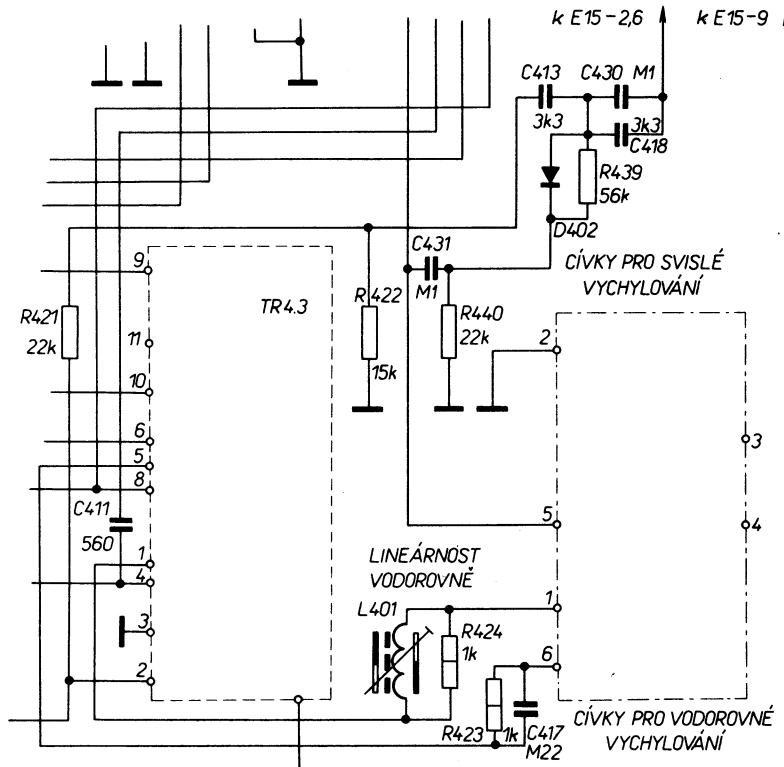 k E15-2,6 k E15-9
C413 C430 M1
3k3 3k3
C418
R439
56k
D402
C431
M1
CÍVKY PRO SVISLÉ
VYCHYLOVÁNÍ
9
TR4.3
R421
22k
R422
15k
R440
22k
11
10
2
3
6
5
8
C411
560
5
4
1
4
LINEÁRNOST
VODOROVNĚ
L401
1
3
R424
1k
2
6
R423
1k
C417
M22
CÍVKY PRO VODOROVNÉ
VYCHYLOVÁNÍ